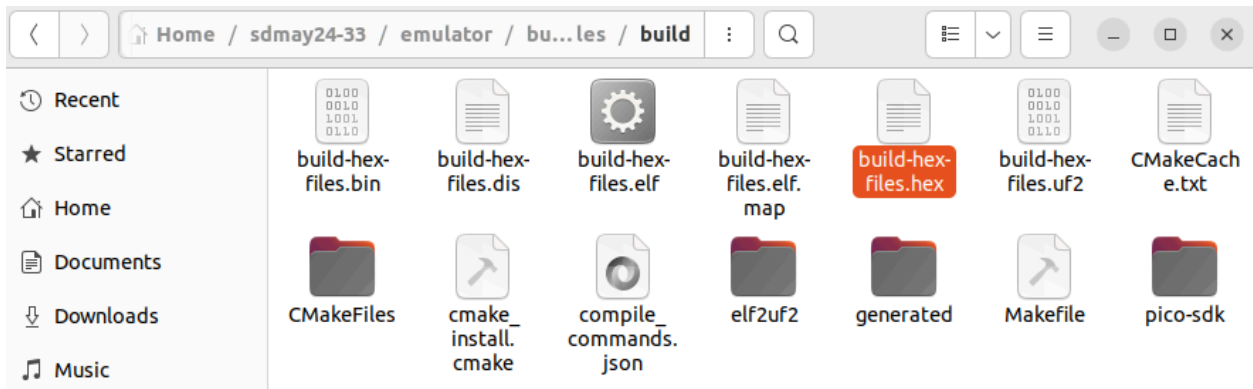 Home / sdmay24-33 / emulator / bu...les / build
Recent
Starred
Home
Documents
Downloads
Music
0100
0010
1001
0110
build-hex-
files.bin
build-hex-
files.dis
build-hex-
files.elf
build-hex-
files.elf.
map
build-hex-
files.hex
0100
0010
1001
0110
build-hex-
files.uf2
CMakeCach
e.txt
CMakeFiles
cmake_
install.
cmake
compile_
commands.
json
elf2uf2
generated
Makefile
pico-sdk